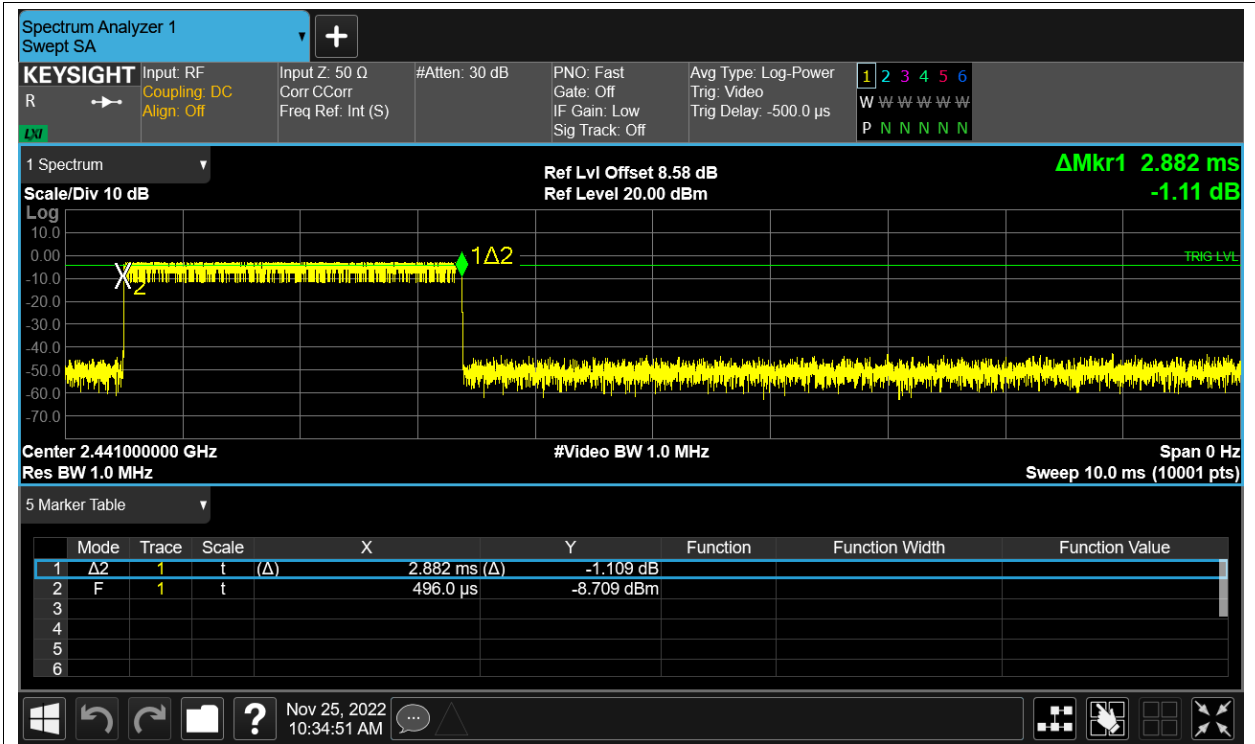 Spectrum Analyzer 1
Swept SA
KEYSIGHT
R
LXI
Input: RF
Coupling: DC
Align: Off
Input Z: 50 Ω
Corr CCorr
Freq Ref: Int (S)
#Atten: 30 dB
PNO: Fast
Gate: Off
IF Gain: Low
Sig Track: Off
Avg Type: Log-Power
Trig: Video
Trig Delay: -500.0 µs
1 2 3 4 5 6
W W W W W W
P N N N N N
1 Spectrum
Scale/Div 10 dB
Ref Lvl Offset 8.58 dB
Ref Level 20.00 dBm
ΔMkr1 2.882 ms
-1.11 dB
Log
10.0
0.00
-10.0
-20.0
-30.0
-40.0
-50.0
-60.0
-70.0
1Δ2
TRIG LVL
X2
Center 2.441000000 GHz
Res BW 1.0 MHz
#Video BW 1.0 MHz
Span 0 Hz
Sweep 10.0 ms (10001 pts)
5 Marker Table
Mode Trace Scale X Y Function Function Width Function Value
1 Δ2 1 t (Δ) 2.882 ms (Δ) -1.109 dB
2 F 1 t 496.0 µs -8.709 dBm
3
4
5
6
?
Nov 25, 2022
10:34:51 AM